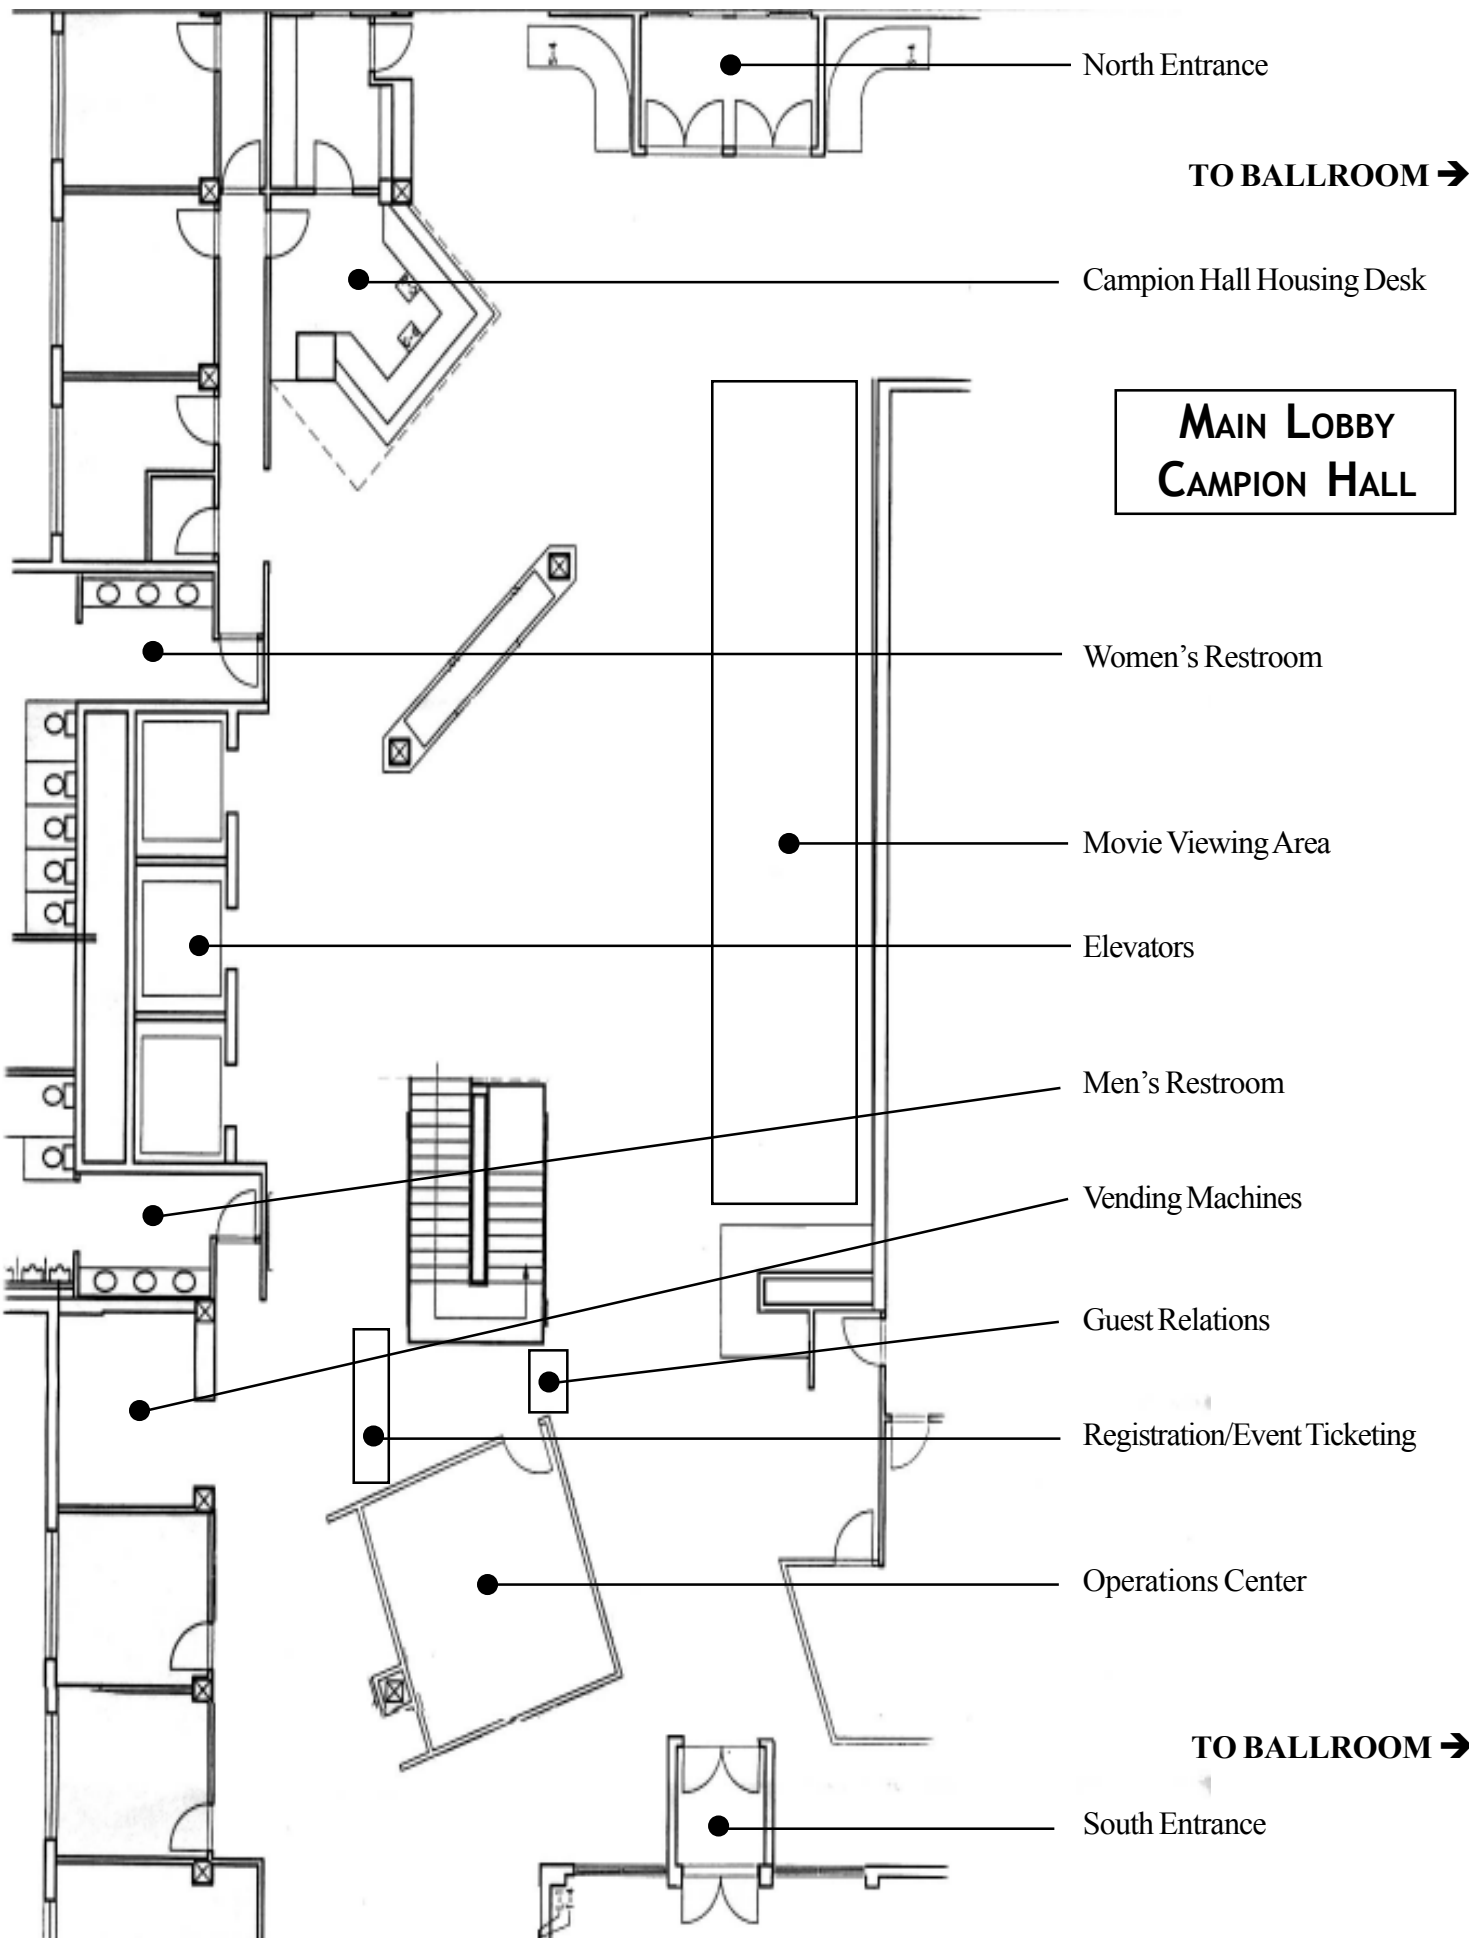 North Entrance
TO BALLROOM →
Campion Hall Housing Desk
MAIN LOBBY
CAMPION HALL
Women's Restroom
Movie Viewing Area
Elevators
Men's Restroom
Vending Machines
Guest Relations
Registration/Event Ticketing
Operations Center
TO BALLROOM →
South Entrance